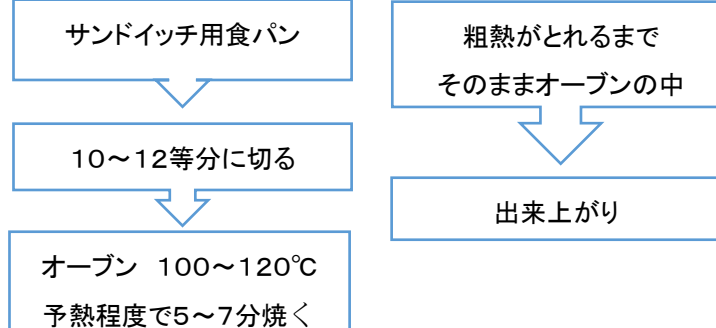 サンドイッチ用食パン
10～12等分に切る
オーブン　100～120℃
予熱程度で5～7分焼く
粗熱がとれるまで
そのままオーブンの中
出来上がり